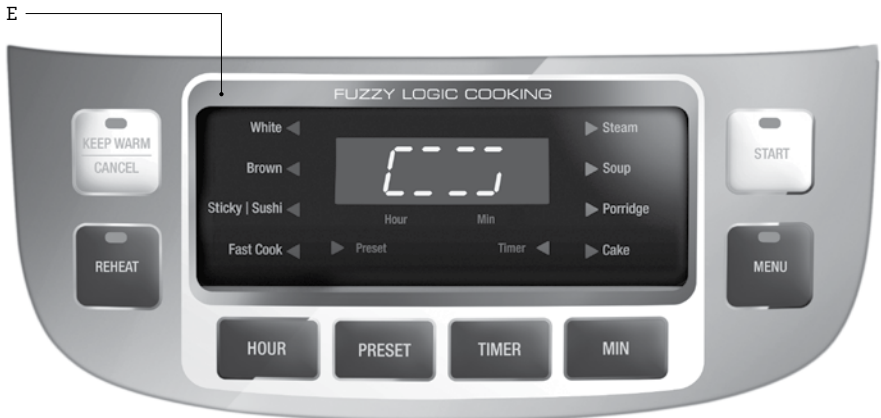 E
FUZZY LOGIC COOKING
White
Brown
Sticky | Sushi
Fast Cook
Hour
Min
Preset
Timer
Steam
Soup
Porridge
Cake
KEEP WARM
CANCEL
REHEAT
START
MENU
HOUR
PRESET
TIMER
MIN